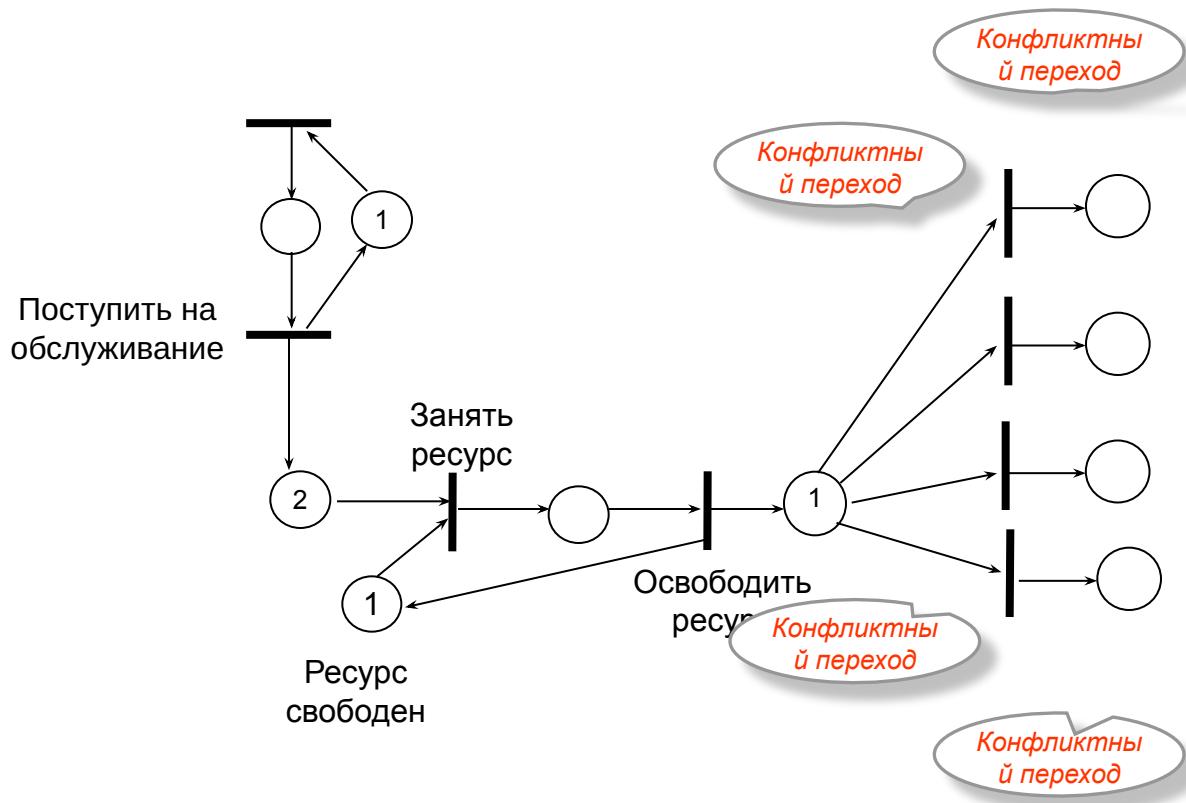 Конфликтны
й переход
Конфликтны
й переход
1
Поступить на
обслуживание
Занять
ресурс
2
1
1
Освободить
ресур
Конфликтны
й переход
Ресурс
свободен
Конфликтны
й переход